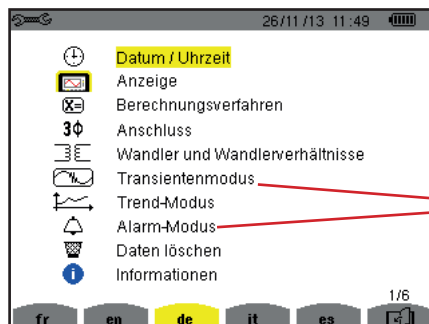 26/11/13 11:49
Datum / Uhrzeit
Anzeige
X= Berechnungsverfahren
3ϕ Anschluss
Wandler und Wandlerverhältnisse
Transientenmodus
Trend-Modus
Alarm-Modus
Daten löschen
i Informationen
1/6
fr en de it es